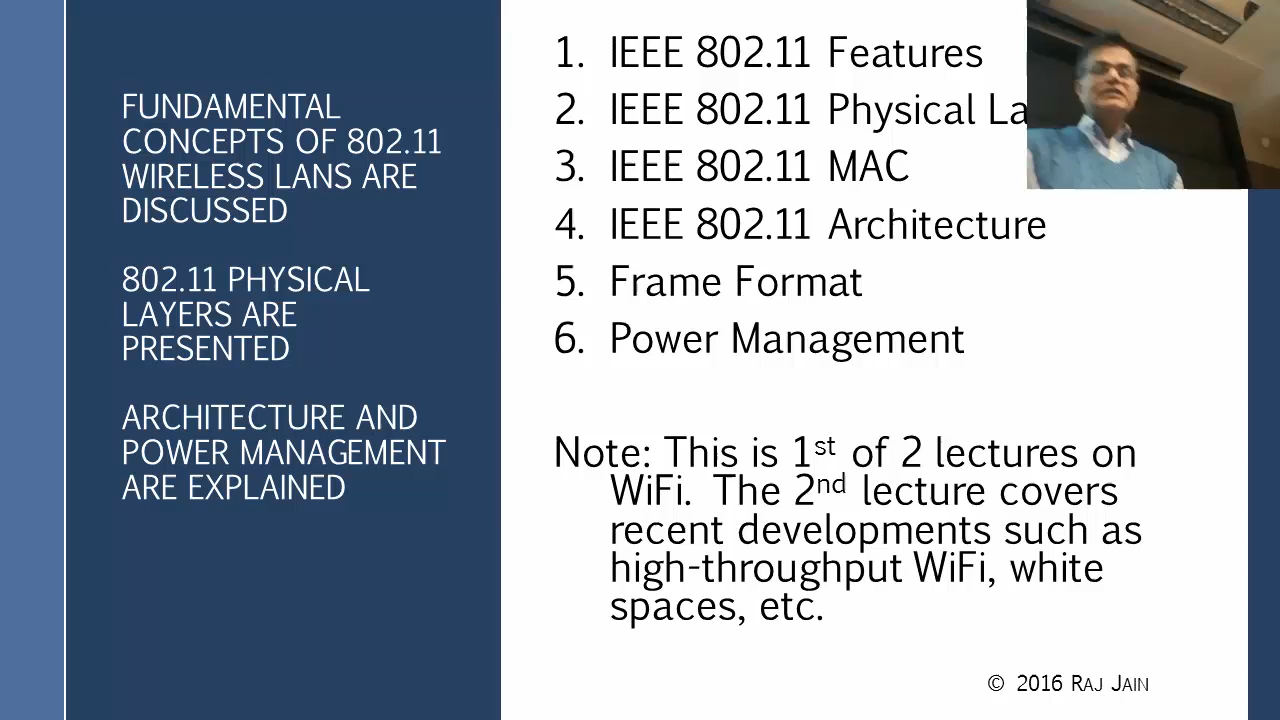 FUNDAMENTAL
CONCEPTS OF 802.11
WIRELESS LANS ARE
DISCUSSED
802.11 PHYSICAL
LAYERS ARE
PRESENTED
ARCHITECTURE AND
POWER MANAGEMENT
ARE EXPLAINED
1. IEEE 802.11 Features
2. IEEE 802.11 Physical
3. IEEE 802.11 MAC
4. IEEE 802.11 Architecture
5. Frame Format
6. Power Management
Note: This is 1st of 2 lectures on
WiFi. The 2nd lecture covers
recent developments such as
high-throughput WiFi, white
spaces, etc.
© 2016 RAJ JAIN